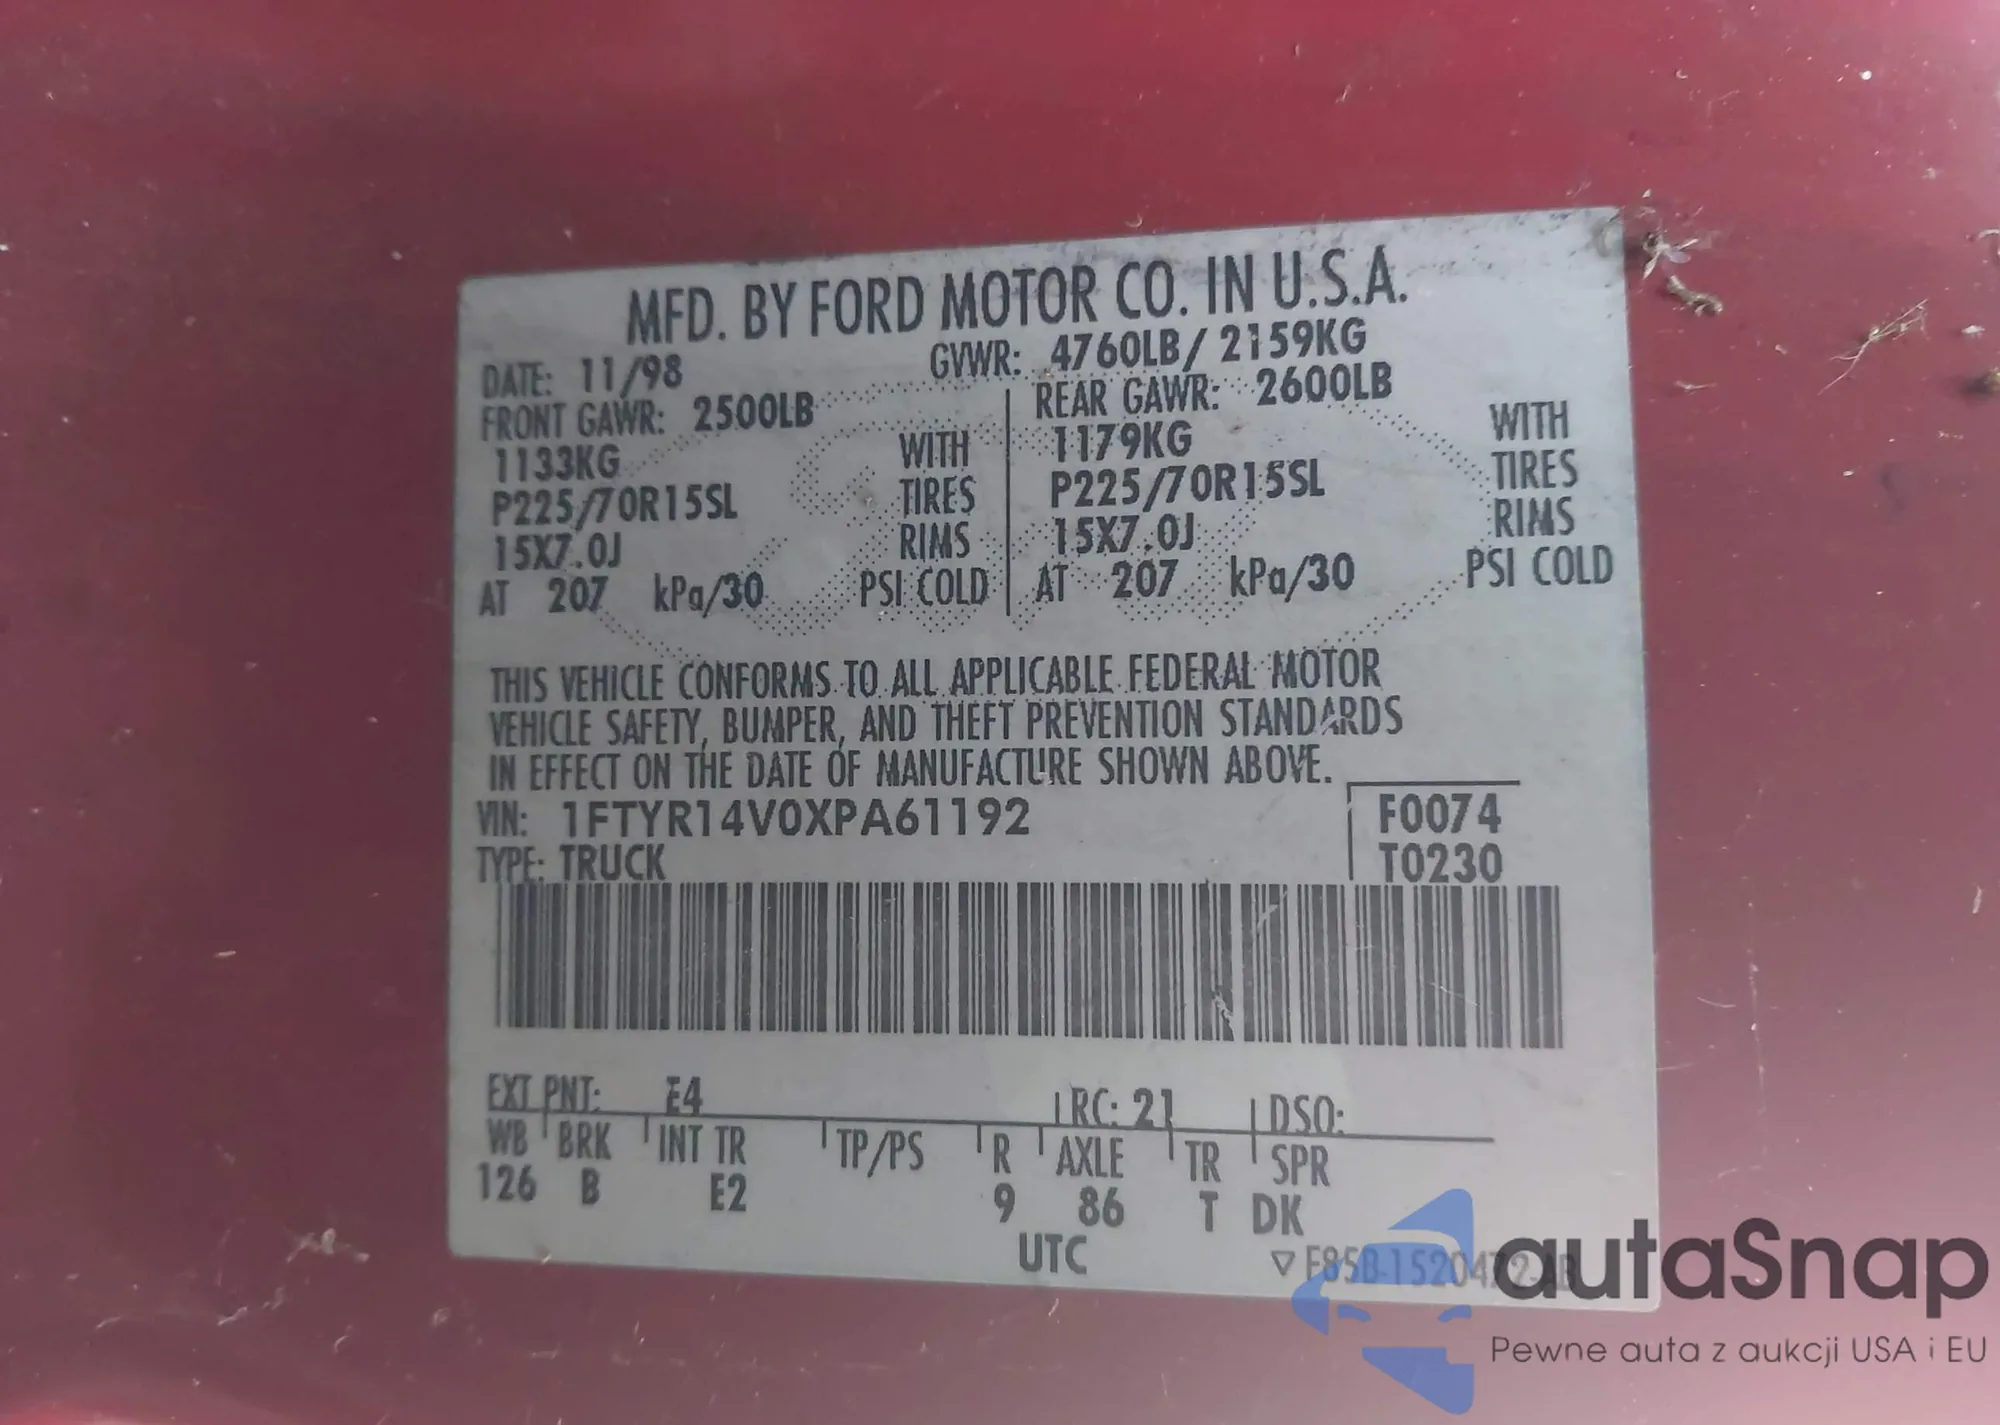 MFD. BY FORD MOTOR CO. IN U.S.A.
DATE: 11/98 GVWR: 4760LB/ 2159KG
FRONT GAWR: 2500LB REAR GAWR: 2600LB
1133KG WITH 1179KG WITH
P225/70R15SL TIRES P225/70R15SL TIRES
15X7.0J RIMS 15X7.0J RIMS
AT 207 kPa/30 PSI COLD AT 207 kPa/30 PSI COLD
THIS VEHICLE CONFORMS TO ALL APPLICABLE FEDERAL MOTOR
VEHICLE SAFETY, BUMPER, AND THEFT PREVENTION STANDARDS
IN EFFECT ON THE DATE OF MANUFACTURE SHOWN ABOVE.
VIN: 1FTYR14V0XPA61192 F0074
TYPE: TRUCK T0230
EXT PNT: E4 RC: 21 DSO:
WB BRK INT TR TP/PS R AXLE TR SPR
126 B E2 9 86 T DK
UTC
▽ F85B-1520472-AB
autaSnap
Pewne auta z aukcji USA i EU